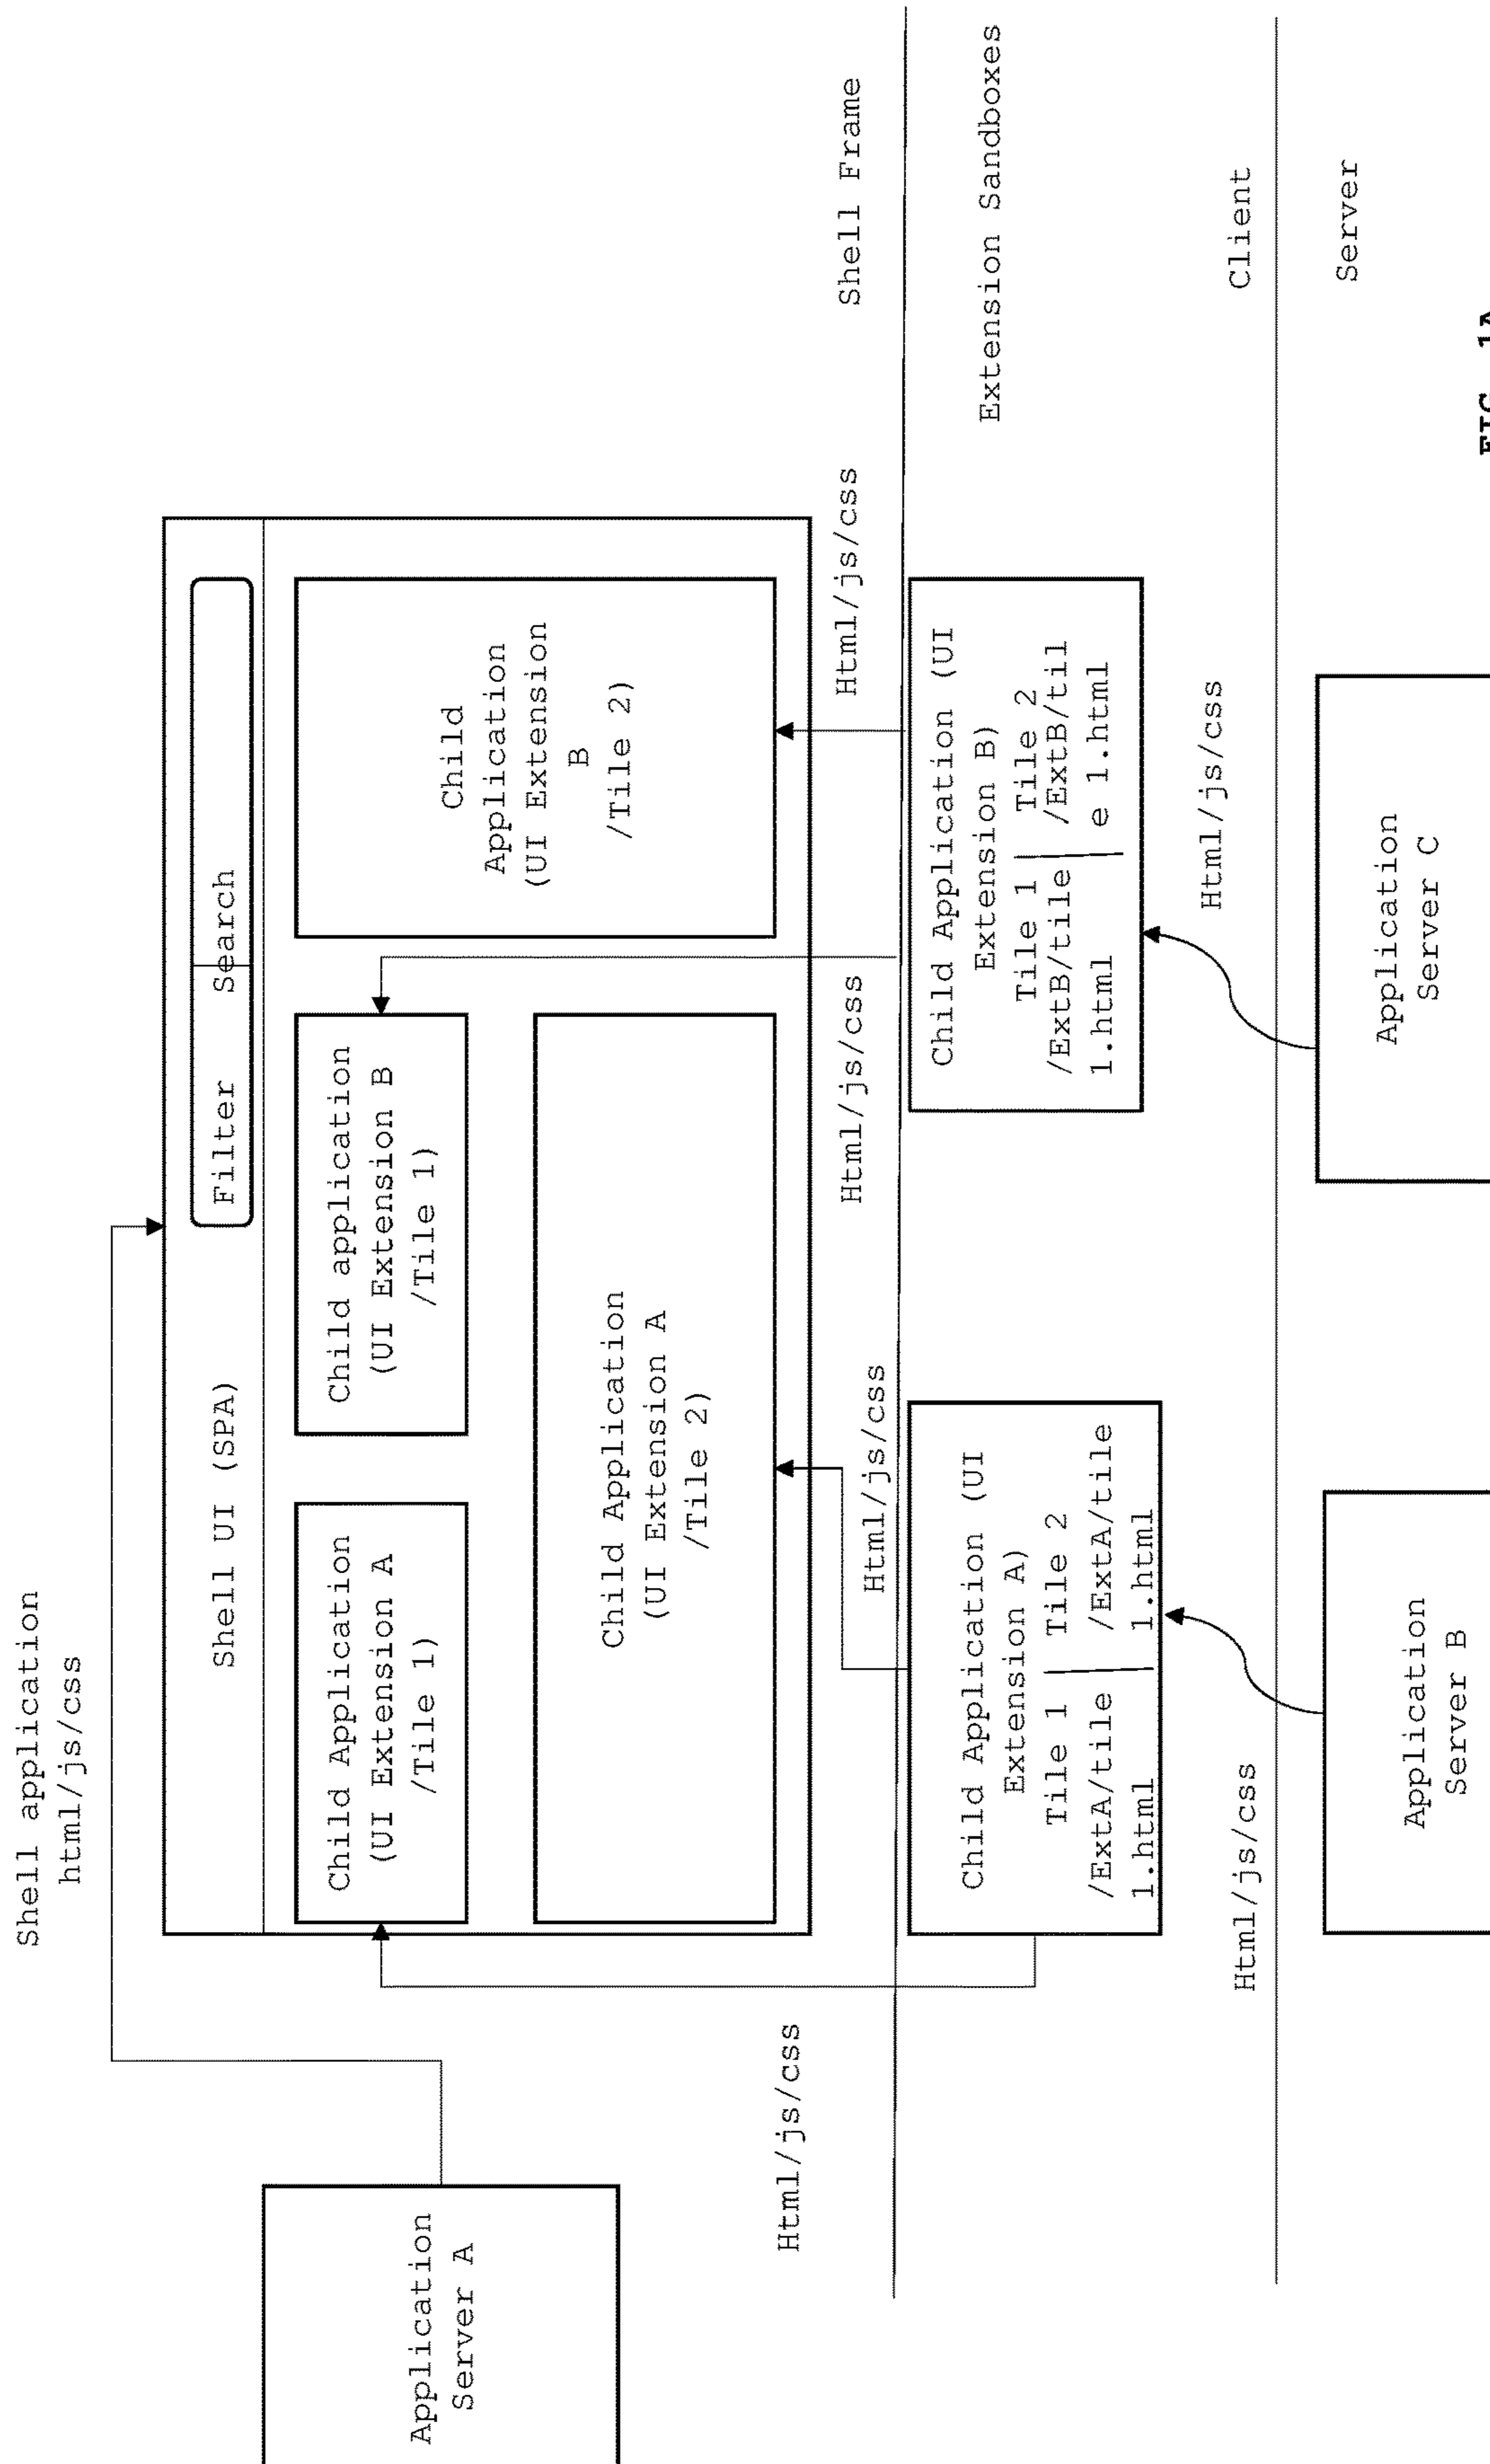 Shell application
html/js/css
Application
Server A
Shell UI (SPA)
Filter
Search
Child Application
(UI Extension A
/Tile 1)
Child application
(UI Extension B
/Tile 1)
Child
Application
(UI Extension
B
/Tile 2)
Child Application
(UI Extension A
/Tile 2)
Html/js/css
Html/js/css
Html/js/css
Html/js/css
Shell Frame
Extension Sandboxes
Child Application (UI
Extension A)
Tile 1
/ExtA/tile
1.html
Tile 2
/ExtA/tile
1.html
Child Application (UI
Extension B)
Tile 1
/ExtB/tile
1.html
Tile 2
/ExtB/til
e 1.html
Html/js/css
Html/js/css
Client
Server
Application
Server B
Application
Server C
FIG. 1A